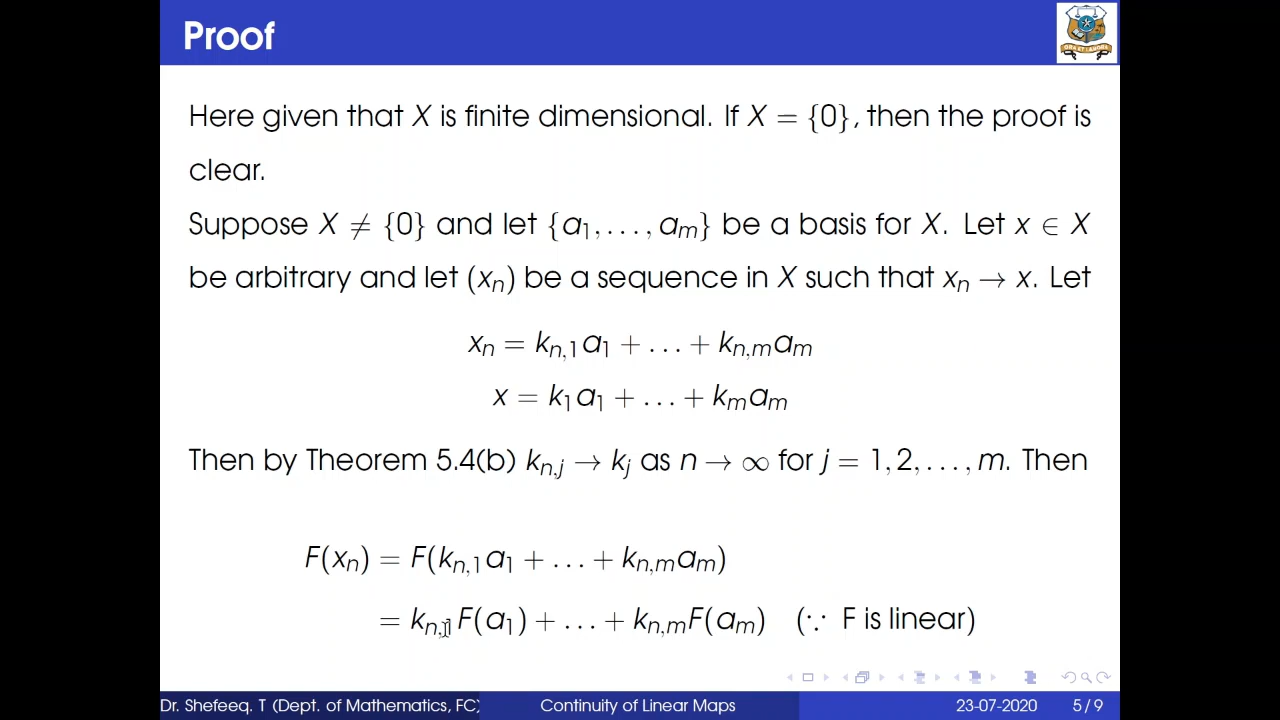 Proof
Here given that X is finite dimensional. If X = {0}, then the proof is
clear.
Suppose X ≠ {0} and let {a₁, . . . , aₘ} be a basis for X. Let x ∈ X
be arbitrary and let (xₙ) be a sequence in X such that xₙ → x. Let
xₙ = kₙ,₁a₁ + . . . + kₙ,ₘaₘ
x = k₁a₁ + . . . + kₘaₘ
Then by Theorem 5.4(b) kₙ,ⱼ → kⱼ as n → ∞ for j = 1, 2, . . . , m. Then
F(xₙ) = F(kₙ,₁a₁ + . . . + kₙ,ₘaₘ)
= kₙ,₁F(a₁) + . . . + kₙ,ₘF(aₘ) (∵ F is linear)
Dr. Shefeeq. T (Dept. of Mathematics, FC) Continuity of Linear Maps 23-07-2020 5 / 9